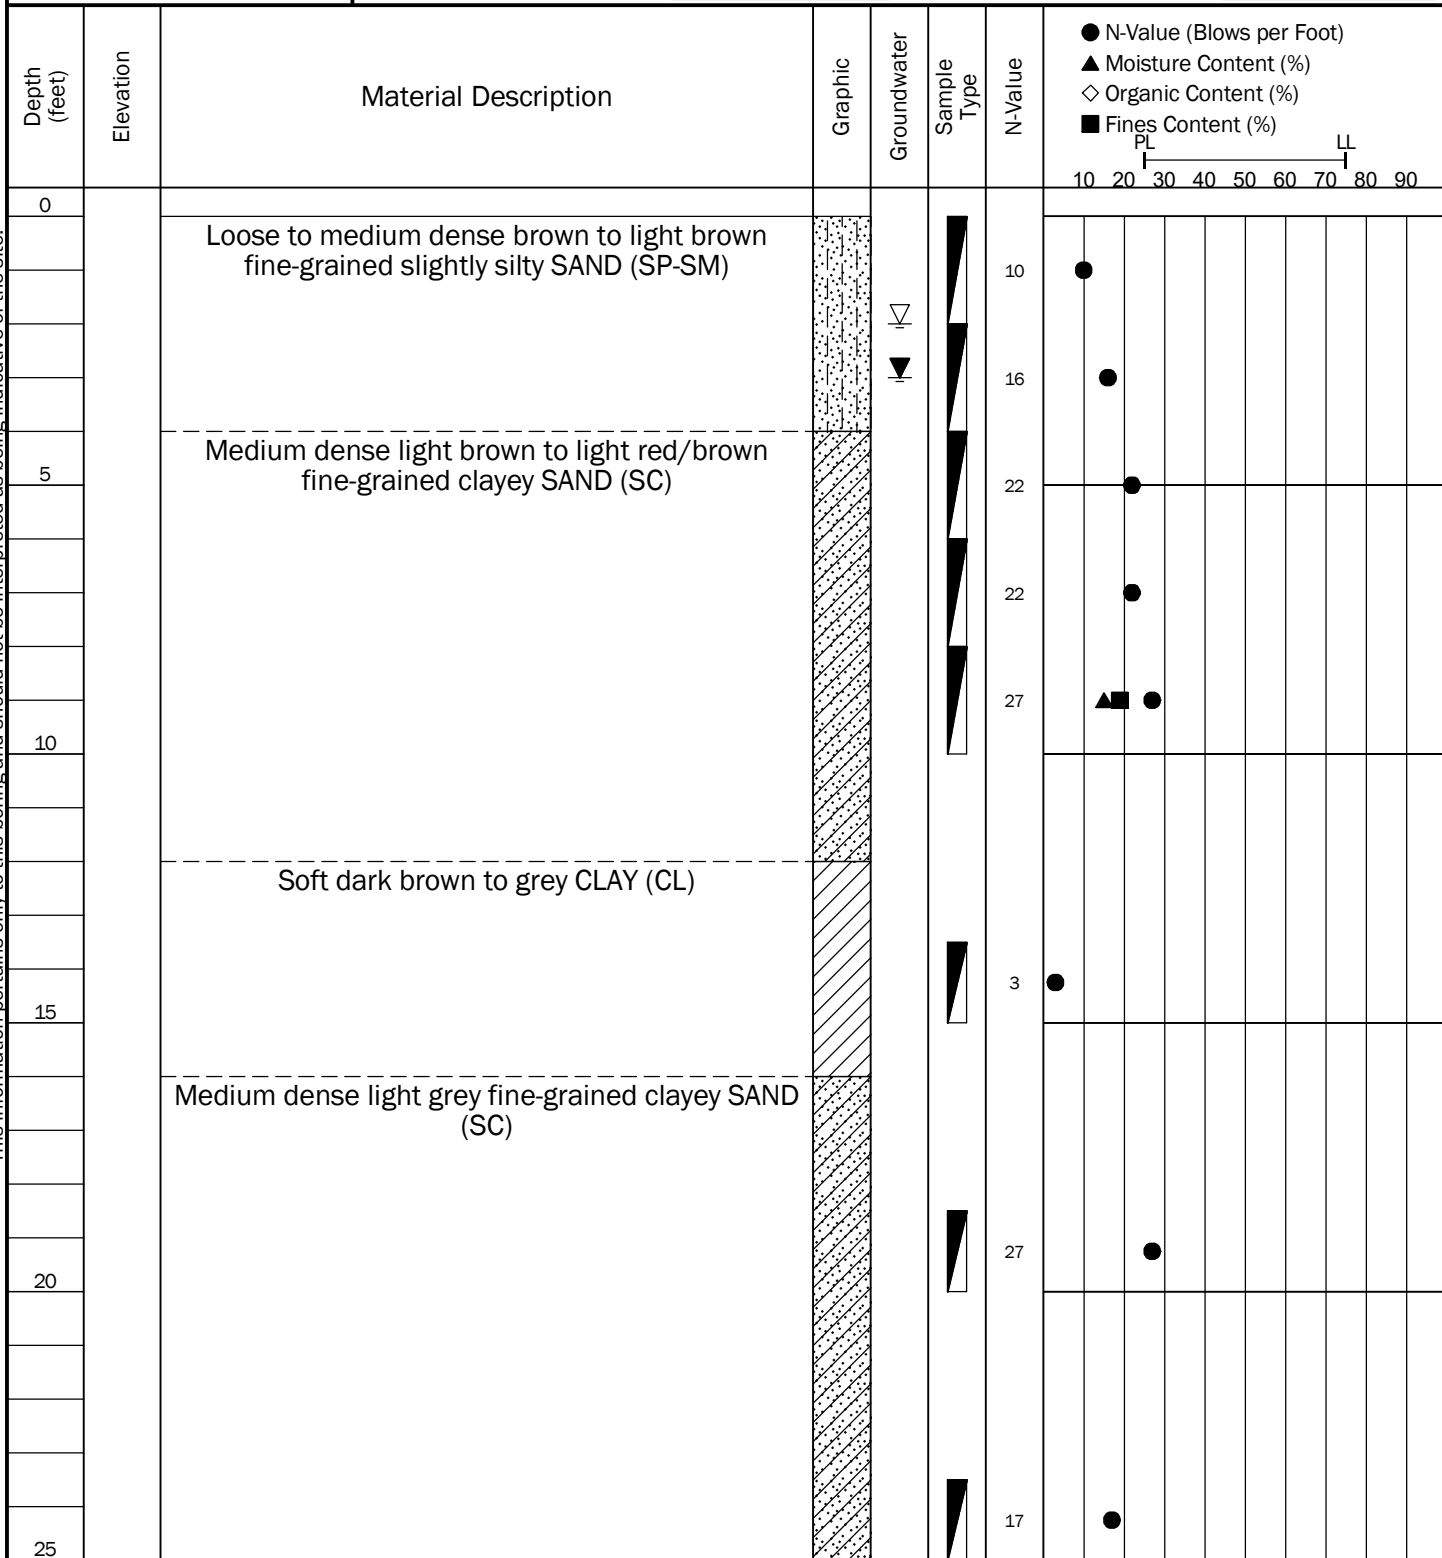 Depth
(feet)
Elevation
Material Description
Graphic
Groundwater
Sample
Type
N-Value
N-Value (Blows per Foot)
Moisture Content (%)
Organic Content (%)
Fines Content (%)
PL LL
10 20 30 40 50 60 70 80 90
0
Loose to medium dense brown to light brown
fine-grained slightly silty SAND (SP-SM)
10
16
Medium dense light brown to light red/brown
fine-grained clayey SAND (SC)
5
22
22
27
10
Soft dark brown to grey CLAY (CL)
3
15
Medium dense light grey fine-grained clayey SAND
(SC)
27
20
17
25